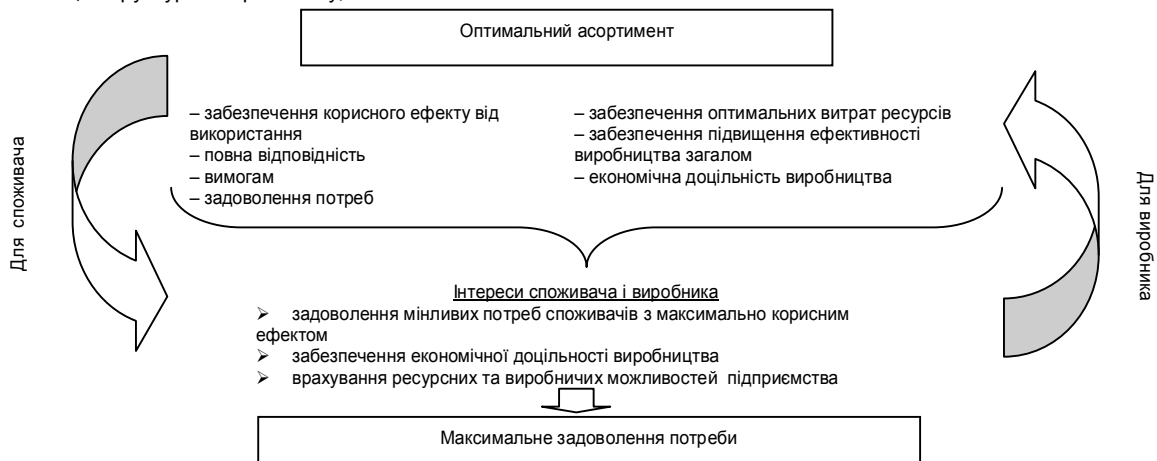 Оптимальний асортимент
Для споживача
– забезпечення корисного ефекту від
використання
– повна відповідність
– вимогам
– задоволення потреб
– забезпечення оптимальних витрат ресурсів
– забезпечення підвищення ефективності
виробництва загалом
– економічна доцільність виробництва
Для виробника
Інтереси споживача і виробника
➢ задоволення мінливих потреб споживачів з максимально корисним
ефектом
➢ забезпечення економічної доцільності виробництва
➢ врахування ресурсних та виробничих можливостей підприємства
Максимальне задоволення потреби